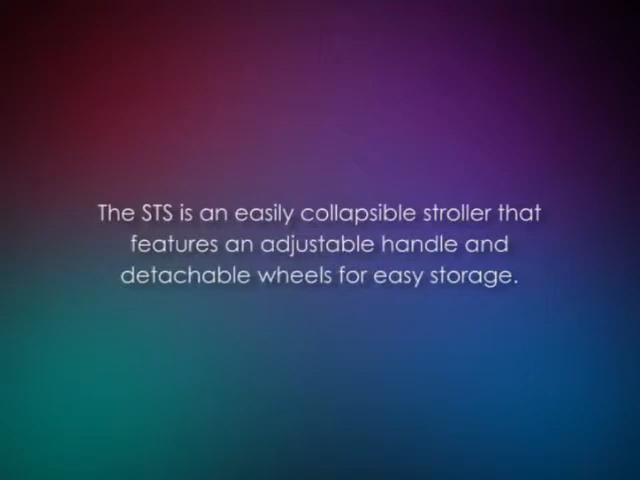 The STS is an easily collapsible stroller that
features an adjustable handle and
detachable wheels for easy storage.